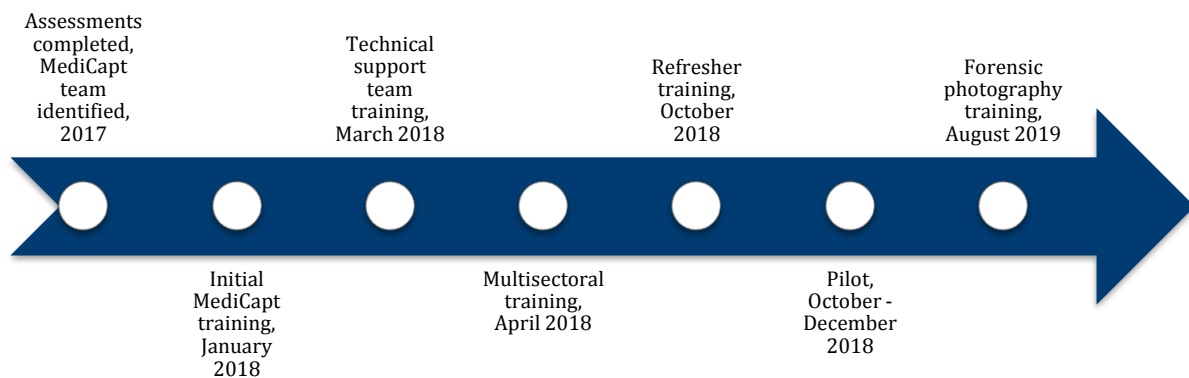 Assessments
completed,
MediCapt
team
identified,
2017
Initial
MediCapt
training,
January
2018
Technical
support
team
training,
March 2018
Multisectoral
training,
April 2018
Refresher
training,
October
2018
Pilot,
October -
December
2018
Forensic
photography
training,
August 2019